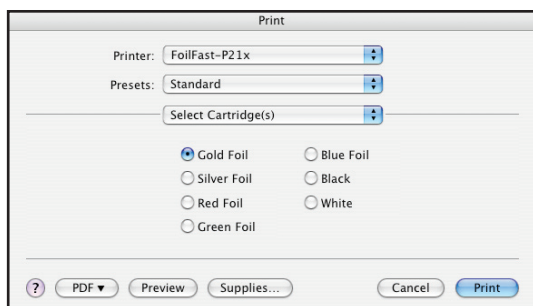 Print
Printer: FoilFast-P21x
Presets: Standard
Select Cartridge(s)
Gold Foil Blue Foil
Silver Foil Black
Red Foil White
Green Foil
? PDF ▼ Preview Supplies... Cancel Print